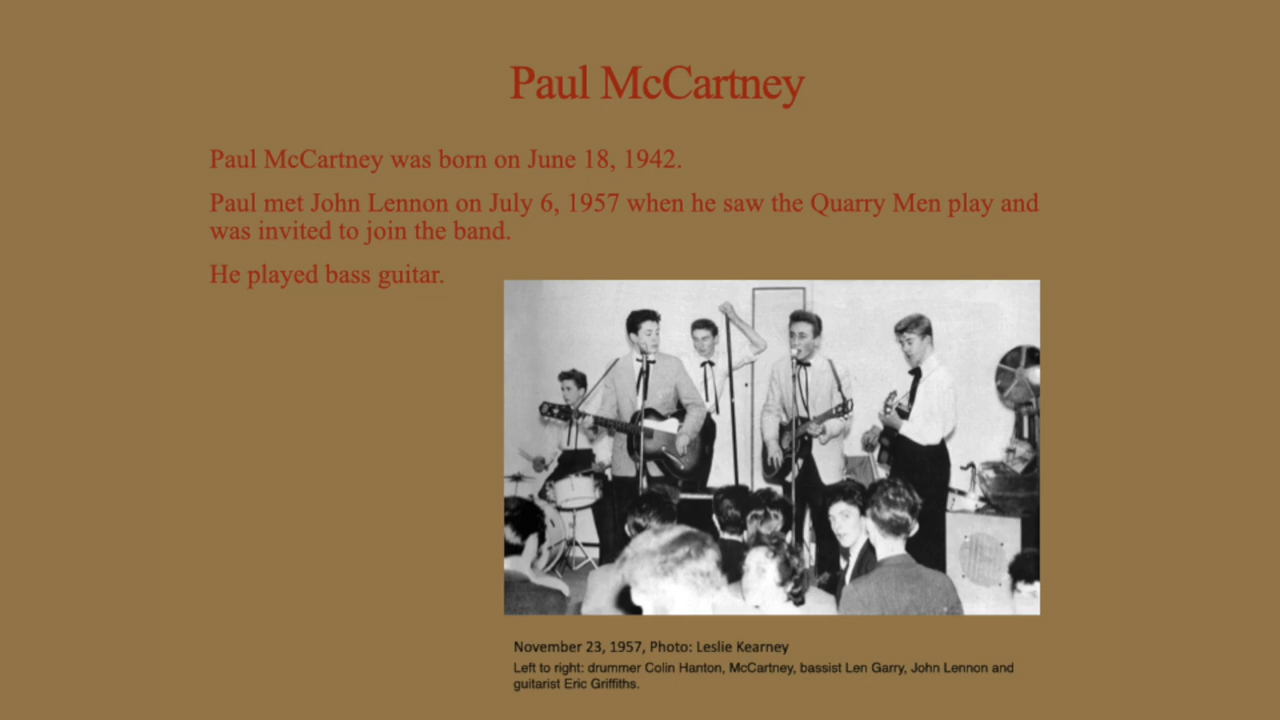 Paul McCartney
Paul McCartney was born on June 18, 1942.
Paul met John Lennon on July 6, 1957 when he saw the Quarry Men play and
was invited to join the band.
He played bass guitar.
November 23, 1957, Photo: Leslie Kearney
Left to right: drummer Colin Hanton, McCartney, bassist Len Garry, John Lennon and
guitarist Eric Griffiths.